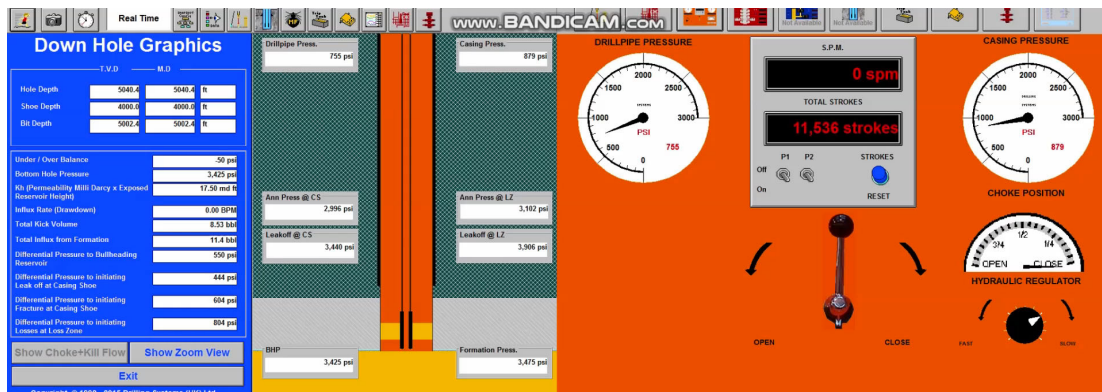 Real Time
WWW.BANDICAM.COM
Not Available
Not Available
Down Hole Graphics
T.V.D M.D
Hole Depth 5040.4 5040.4 ft
Shoe Depth 4000.0 4000.0 ft
Bit Depth 5002.4 5002.4 ft
Under / Over Balance -50 psi
Bottom Hole Pressure 3,425 psi
Kh (Permeability Milli Darcy x Exposed
Reservoir Height) 17.50 md ft
Influx Rate (Drawdown) 0.00 BPM
Total Kick Volume 8.53 bbl
Total Influx from Formation 11.4 bbl
Differential Pressure to Bullheading
Reservoir 550 psi
Differential Pressure to initiating
Leak off at Casing Shoe 444 psi
Differential Pressure to initiating
Fracture at Casing Shoe 604 psi
Differential Pressure to initiating
Losses at Loss Zone 804 psi
Show Choke+Kill Flow Show Zoom View
Exit
Drillpipe Press.
755 psi
Casing Press.
879 psi
Ann Press @ CS
2,996 psi
Ann Press @ LZ
3,102 psi
Leakoff @ CS
3,440 psi
Leakoff @ LZ
3,906 psi
BHP
3,425 psi
Formation Press.
3,475 psi
DRILLPIPE PRESSURE
0 500 1000 1500 2000 2500 3000
PSI
755
S.P.M.
0 spm
TOTAL STROKES
11,536 strokes
P1 P2 STROKES
Off
On
RESET
OPEN CLOSE
CASING PRESSURE
0 500 1000 1500 2000 2500 3000
PSI
879
CHOKE POSITION
3/4 1/2 1/4
OPEN CLOSE
HYDRAULIC REGULATOR
FAST SLOW